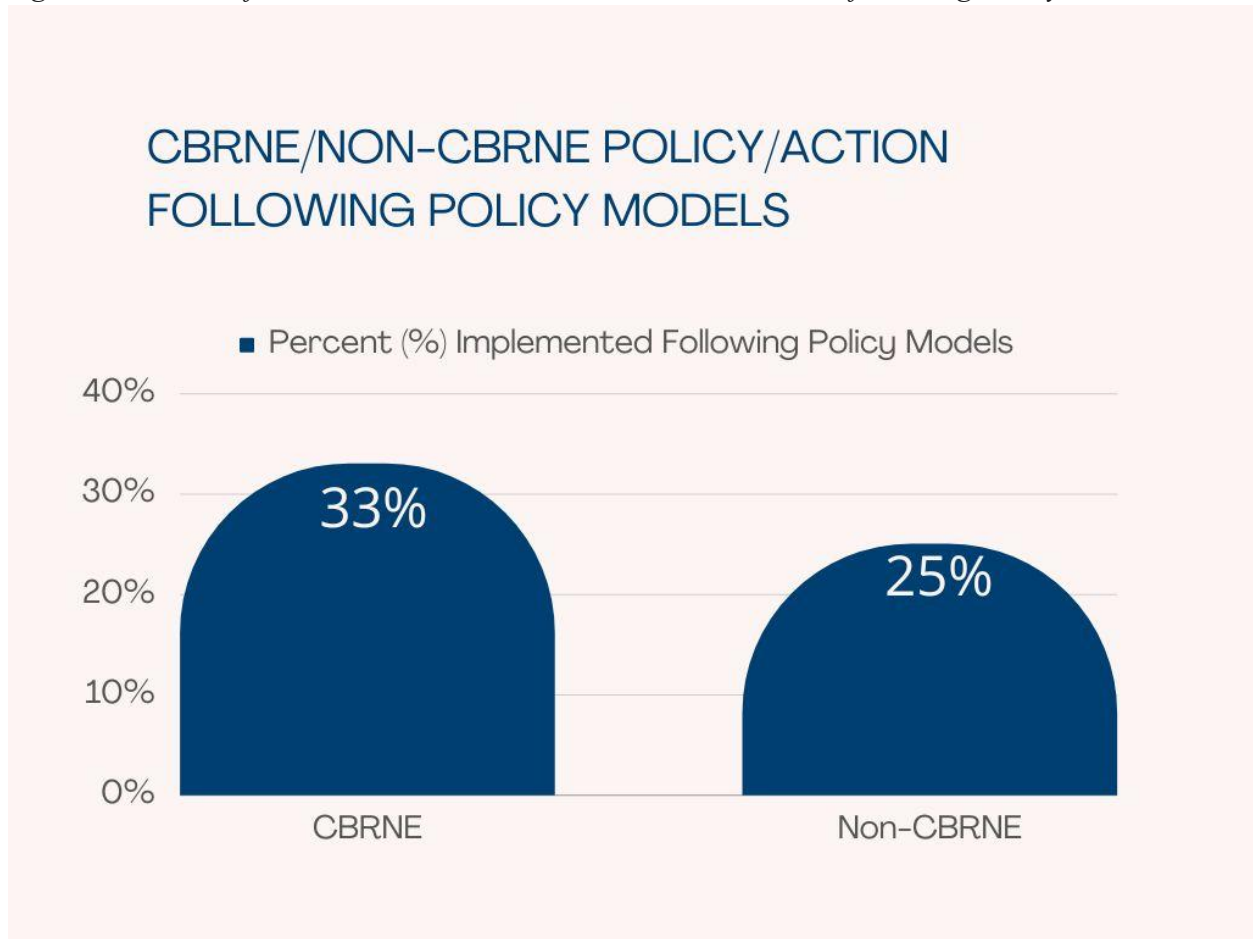 CBRNE/NON-CBRNE POLICY/ACTION
FOLLOWING POLICY MODELS
Percent (%) Implemented Following Policy Models
40%
30%
33%
20%
25%
10%
0%
CBRNE
Non-CBRNE